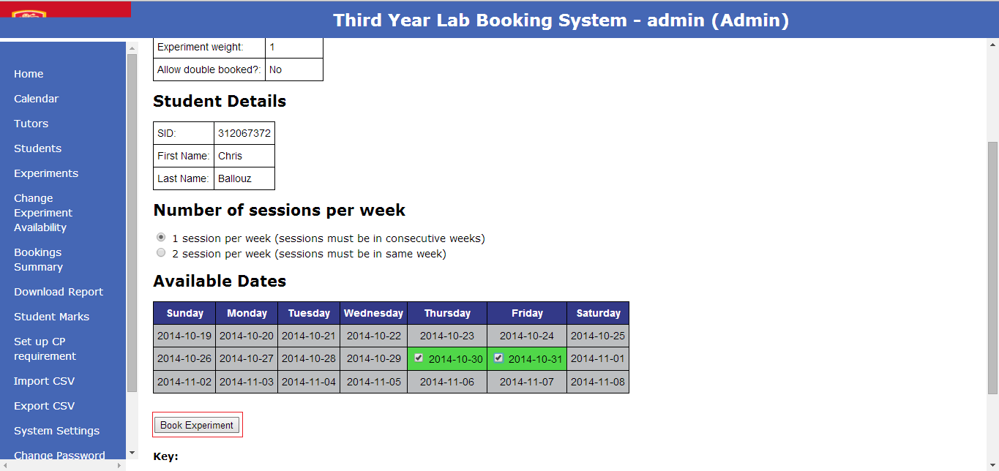 Third Year Lab Booking System - admin (Admin)
Home
Calendar
Tutors
Students
Experiments
Change
Experiment
Availability
Bookings
Summary
Download Report
Student Marks
Set up CP
requirement
Import CSV
Export CSV
System Settings
Change Password
Experiment weight: 1
Allow double booked?: No
Student Details
SID: 312067372
First Name: Chris
Last Name: Ballouz
Number of sessions per week
1 session per week (sessions must be in consecutive weeks)
2 session per week (sessions must be in same week)
Available Dates
Sunday Monday Tuesday Wednesday Thursday Friday Saturday
2014-10-19 2014-10-20 2014-10-21 2014-10-22 2014-10-23 2014-10-24 2014-10-25
2014-10-26 2014-10-27 2014-10-28 2014-10-29 2014-10-30 2014-10-31 2014-11-01
2014-11-02 2014-11-03 2014-11-04 2014-11-05 2014-11-06 2014-11-07 2014-11-08
Book Experiment
Key: